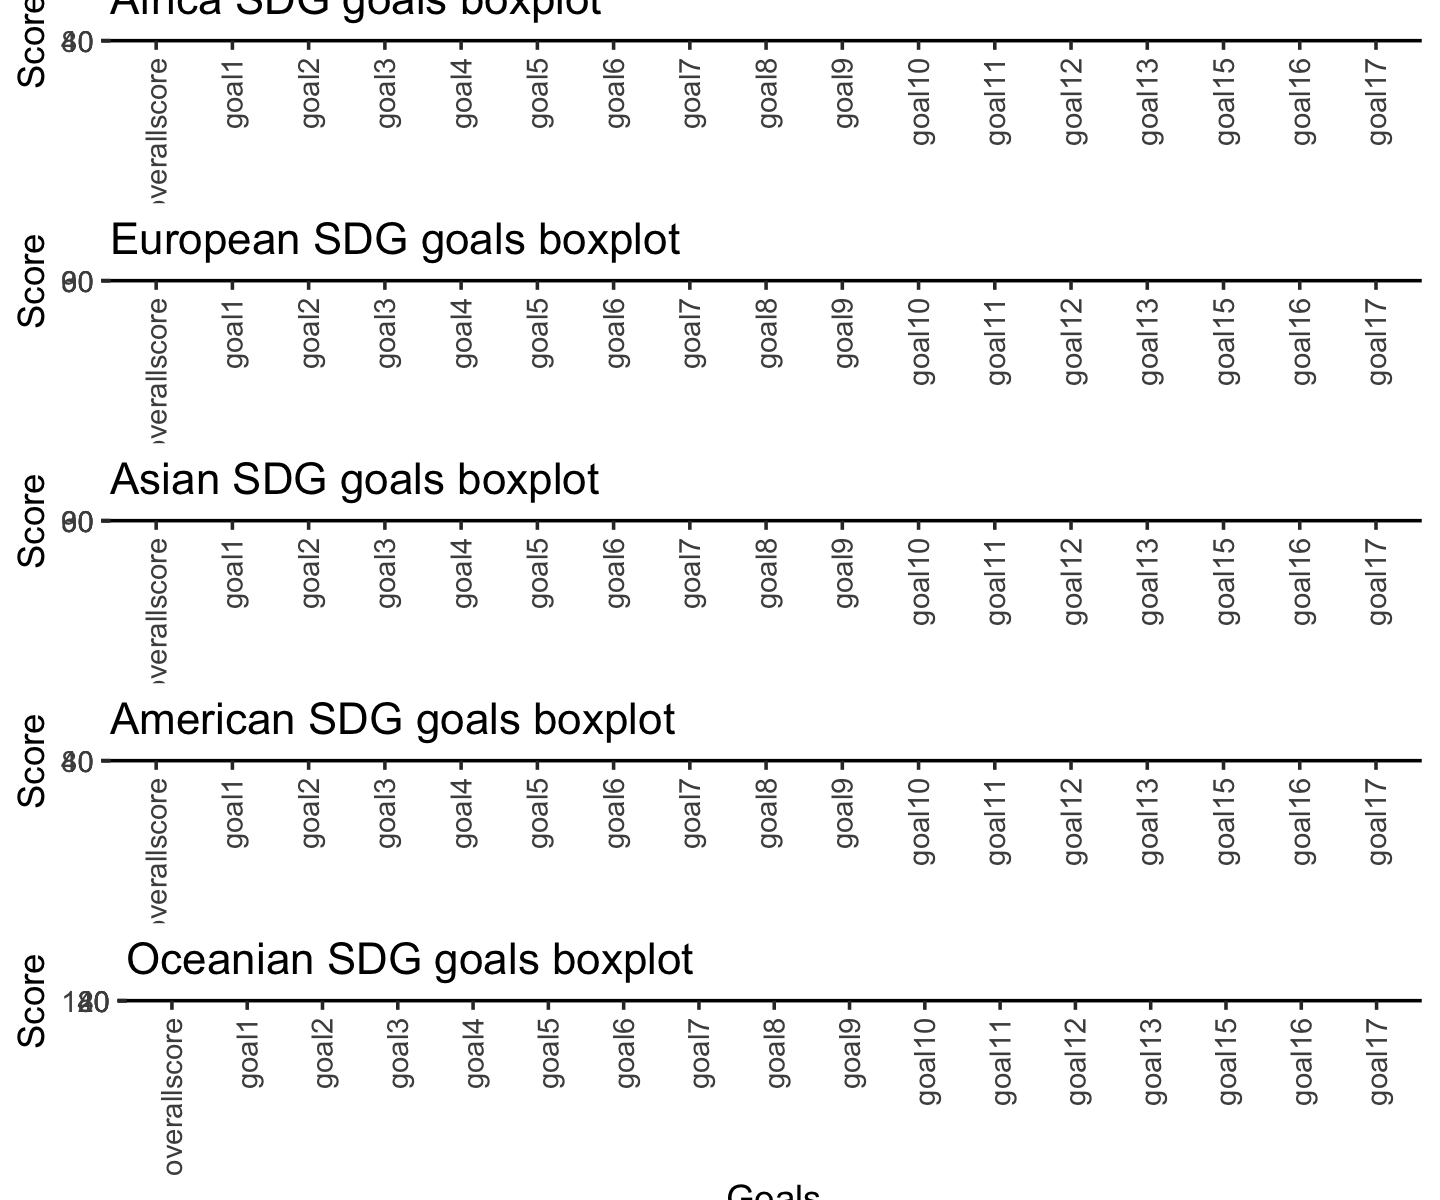 Africa SDG goals boxplot
Score
overallscore goal1 goal2 goal3 goal4 goal5 goal6 goal7 goal8 goal9 goal10 goal11 goal12 goal13 goal15 goal16 goal17
European SDG goals boxplot
Score
overallscore goal1 goal2 goal3 goal4 goal5 goal6 goal7 goal8 goal9 goal10 goal11 goal12 goal13 goal15 goal16 goal17
Asian SDG goals boxplot
Score
overallscore goal1 goal2 goal3 goal4 goal5 goal6 goal7 goal8 goal9 goal10 goal11 goal12 goal13 goal15 goal16 goal17
American SDG goals boxplot
Score
overallscore goal1 goal2 goal3 goal4 goal5 goal6 goal7 goal8 goal9 goal10 goal11 goal12 goal13 goal15 goal16 goal17
Oceanian SDG goals boxplot
Score
overallscore goal1 goal2 goal3 goal4 goal5 goal6 goal7 goal8 goal9 goal10 goal11 goal12 goal13 goal15 goal16 goal17
Goals